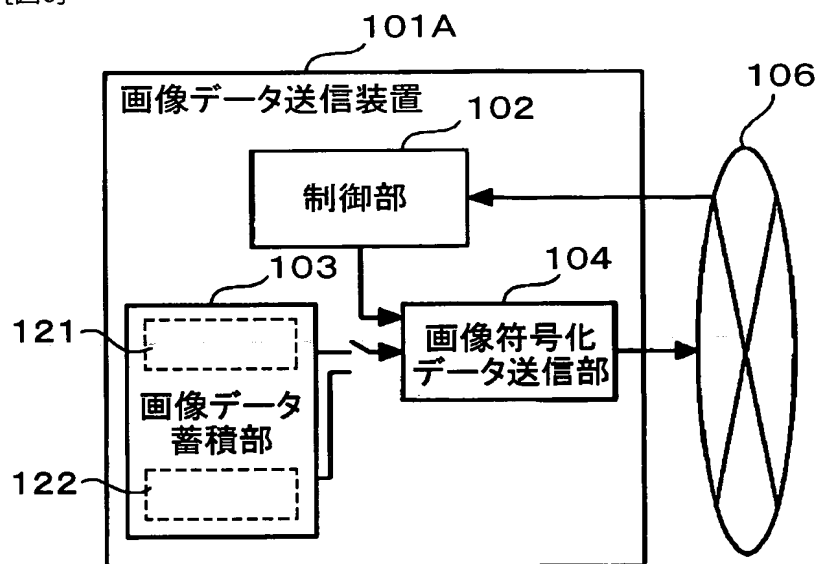 101A
画像データ送信装置
102
106
制御部
103
104
121
画像符号化
データ送信部
画像データ
蓄積部
122